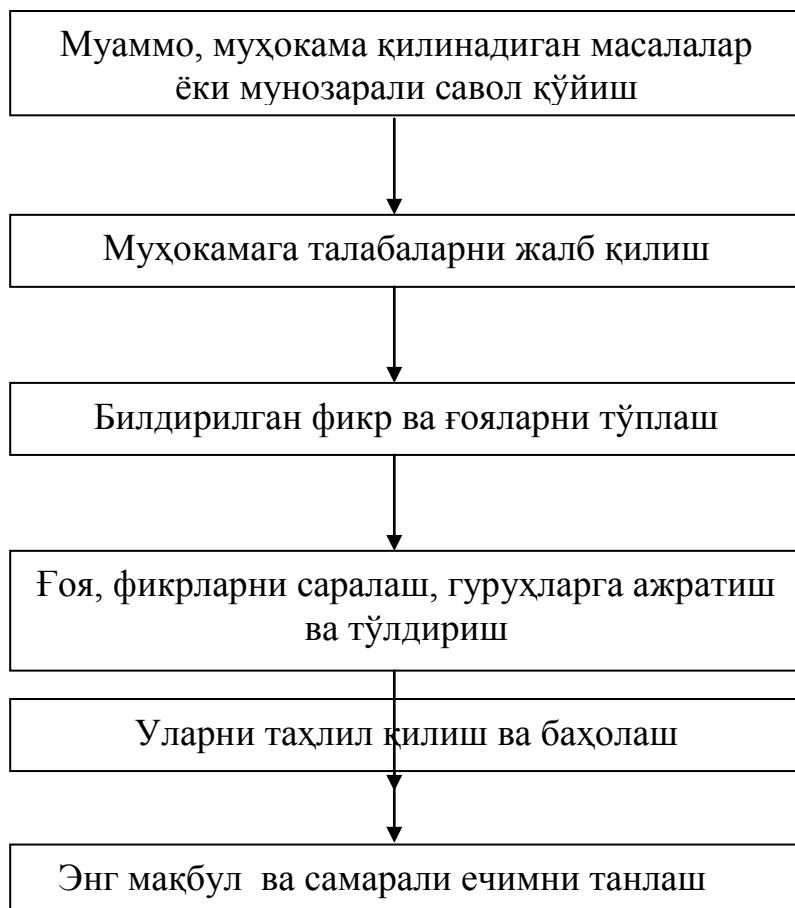 Муаммо, муҳокама қилинадиган масалалар
ёки мунозарали савол қўйиш
Муҳокамага талабаларни жалб қилиш
Билдирилган фикр ва ғояларни тўплаш
Ғоя, фикрларни саралаш, гуруҳларга ажратиш
ва тўлдириш
Уларни таҳлил қилиш ва баҳолаш
Энг мақбул ва самарали ечимни танлаш